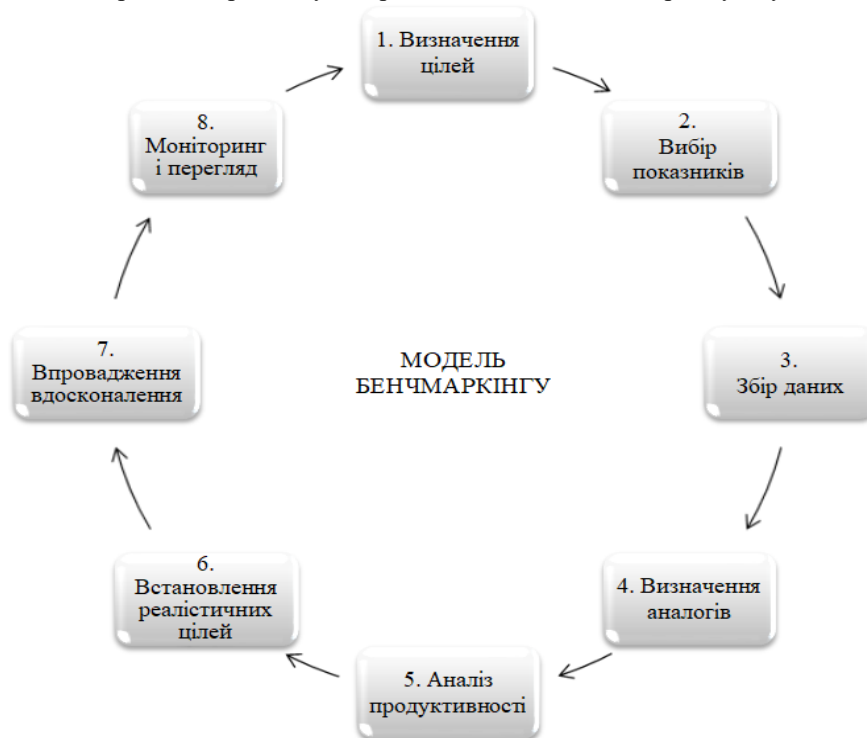 1. Визначення
цілей
2.
Вибір
показників
3.
Збір даних
4. Визначення
аналогів
5. Аналіз
продуктивності
6.
Встановлення
реалістичних
цілей
7.
Впровадження
вдосконалення
8.
Моніторинг
і перегляд
МОДЕЛЬ
БЕНЧМАРКІНГУ